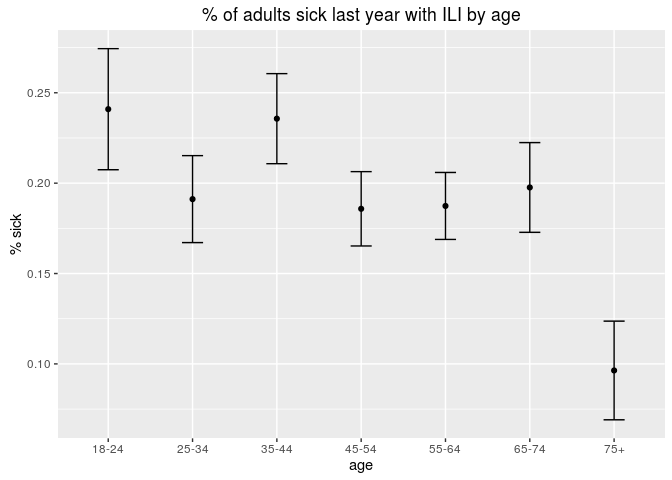 % of adults sick last year with ILI by age
% sick
0.25
0.20
0.15
0.10
18-24 25-34 35-44 45-54 55-64 65-74 75+
age